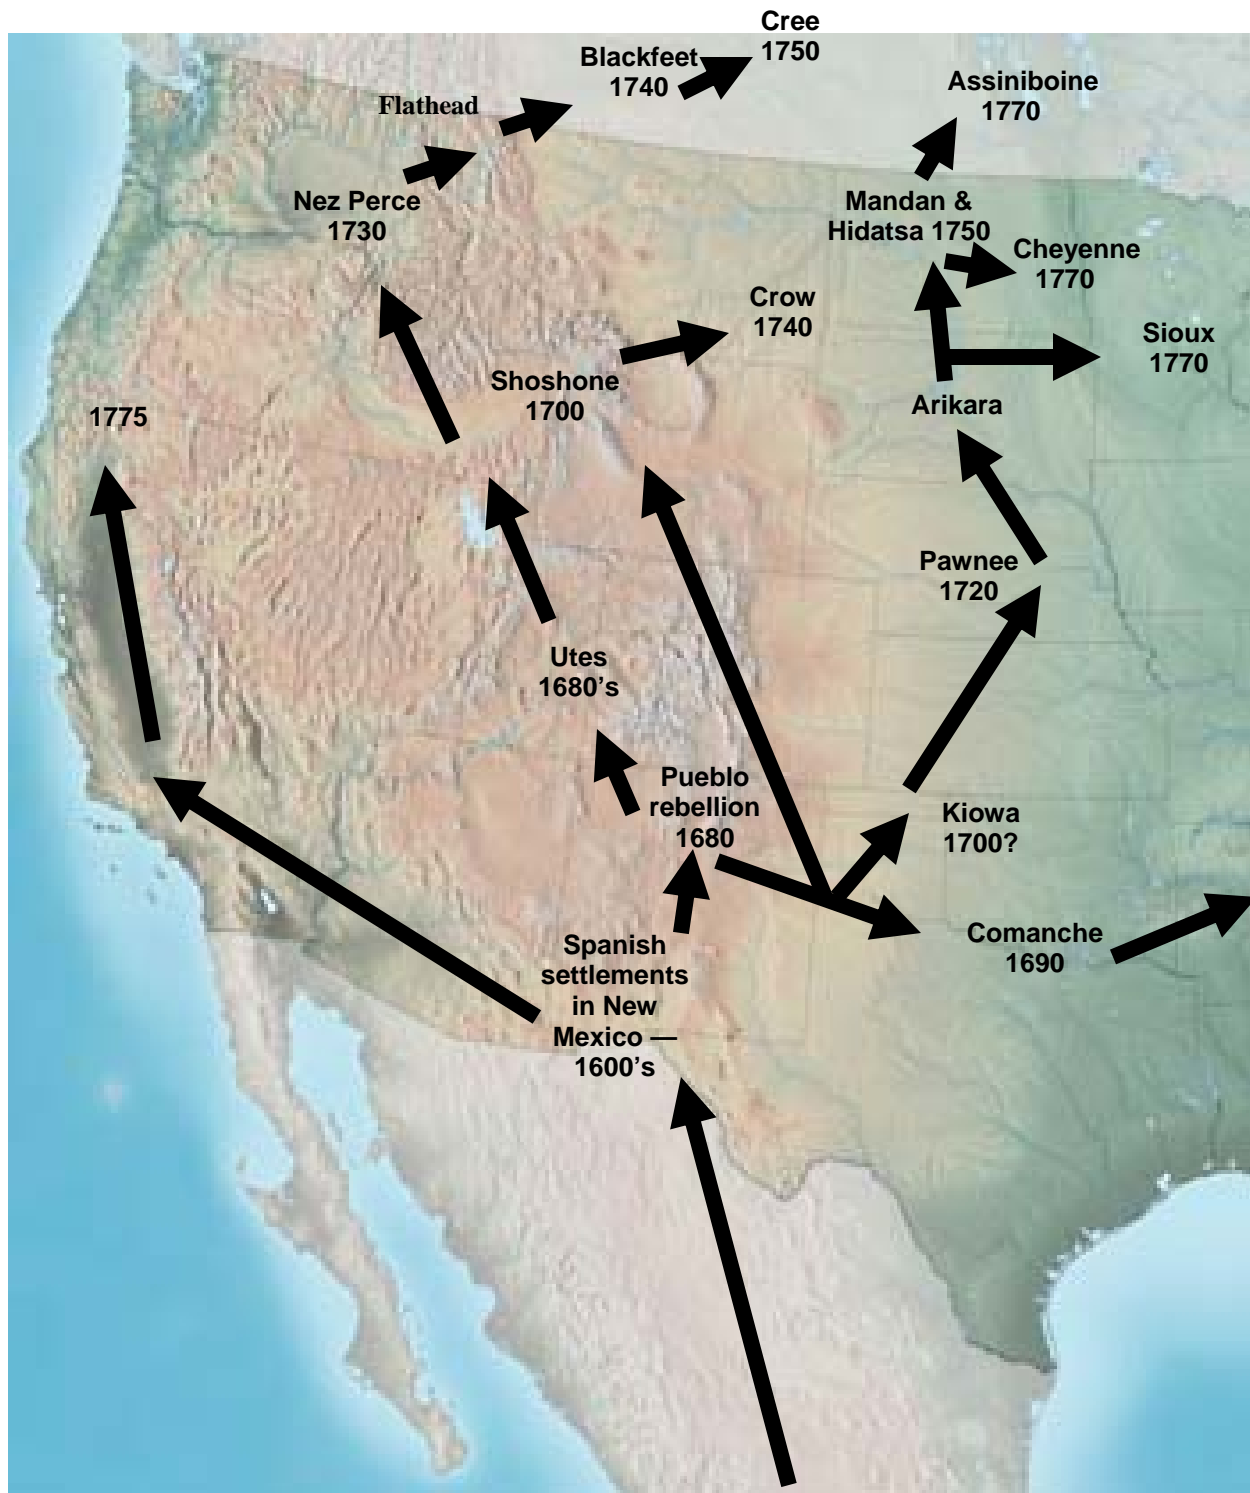 Cree
1750
Blackfeet
1740
Assiniboine
1770
Flathead
Nez Perce
1730
Mandan &
Hidatsa 1750
Cheyenne
1770
Crow
1740
Sioux
1770
Shoshone
1700
Arikara
1775
Pawnee
1720
Utes
1680’s
Pueblo
rebellion
1680
Kiowa
1700?
Comanche
1690
Spanish
settlements
in New
Mexico —
1600’s